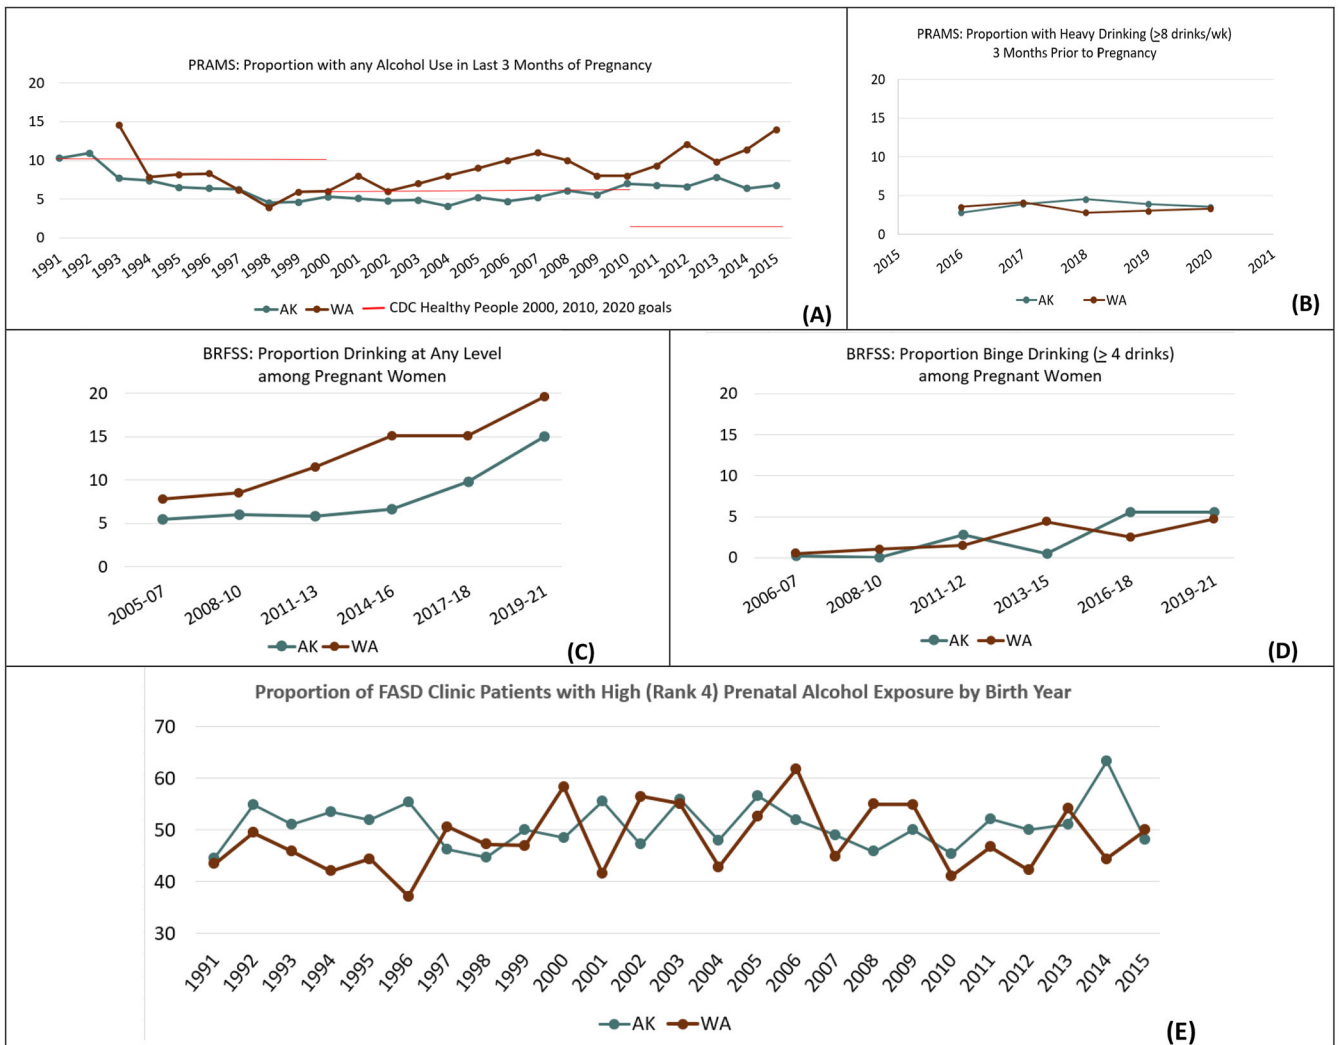 PRAMS: Proportion with any Alcohol Use in Last 3 Months of Pregnancy
20
15
10
5
0
1991 1992 1993 1994 1995 1996 1997 1998 1999 2000 2001 2002 2003 2004 2005 2006 2007 2008 2009 2010 2011 2012 2013 2014 2015
AK WA CDC Healthy People 2000, 2010, 2020 goals
(A)
PRAMS: Proportion with Heavy Drinking (≥8 drinks/wk)
3 Months Prior to Pregnancy
20
15
10
5
0
2015 2016 2017 2018 2019 2020 2021
AK WA
(B)
BRFSS: Proportion Drinking at Any Level
among Pregnant Women
20
15
10
5
0
2005-07 2008-10 2011-13 2014-16 2017-18 2019-21
AK WA
(C)
BRFSS: Proportion Binge Drinking (≥ 4 drinks)
among Pregnant Women
20
15
10
5
0
2006-07 2008-10 2011-12 2013-15 2016-18 2019-21
AK WA
(D)
Proportion of FASD Clinic Patients with High (Rank 4) Prenatal Alcohol Exposure by Birth Year
70
60
50
40
30
1991 1992 1993 1994 1995 1996 1997 1998 1999 2000 2001 2002 2003 2004 2005 2006 2007 2008 2009 2010 2011 2012 2013 2014 2015
AK WA
(E)